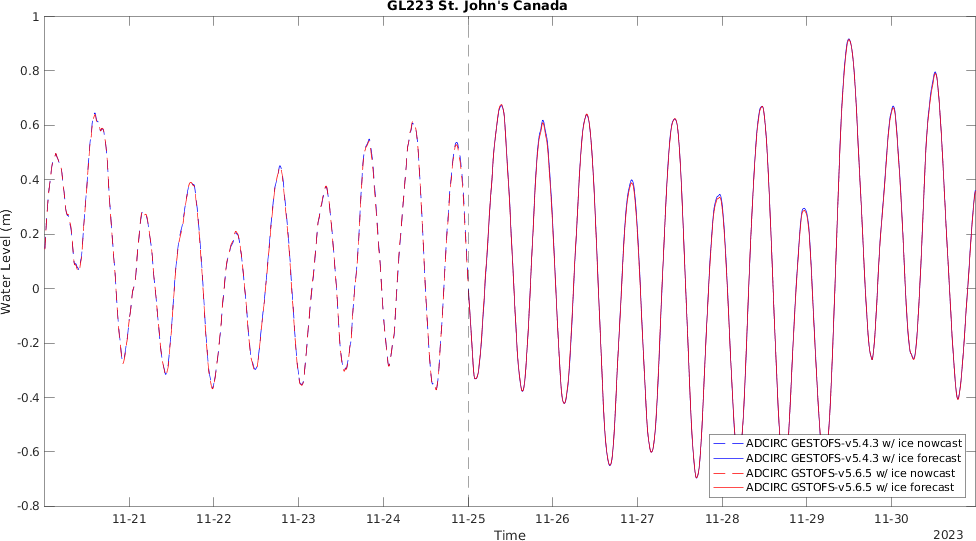 GL223 St. John's Canada
Water Level (m)
1
0.8
0.6
0.4
0.2
0
-0.2
-0.4
-0.6
-0.8
ADCIRC GESTOFS-v5.4.3 w/ ice nowcast
ADCIRC GESTOFS-v5.4.3 w/ ice forecast
ADCIRC GSTOFS-v5.6.5 w/ ice nowcast
ADCIRC GSTOFS-v5.6.5 w/ ice forecast
11-21 11-22 11-23 11-24 11-25 11-26 11-27 11-28 11-29 11-30
Time
2023